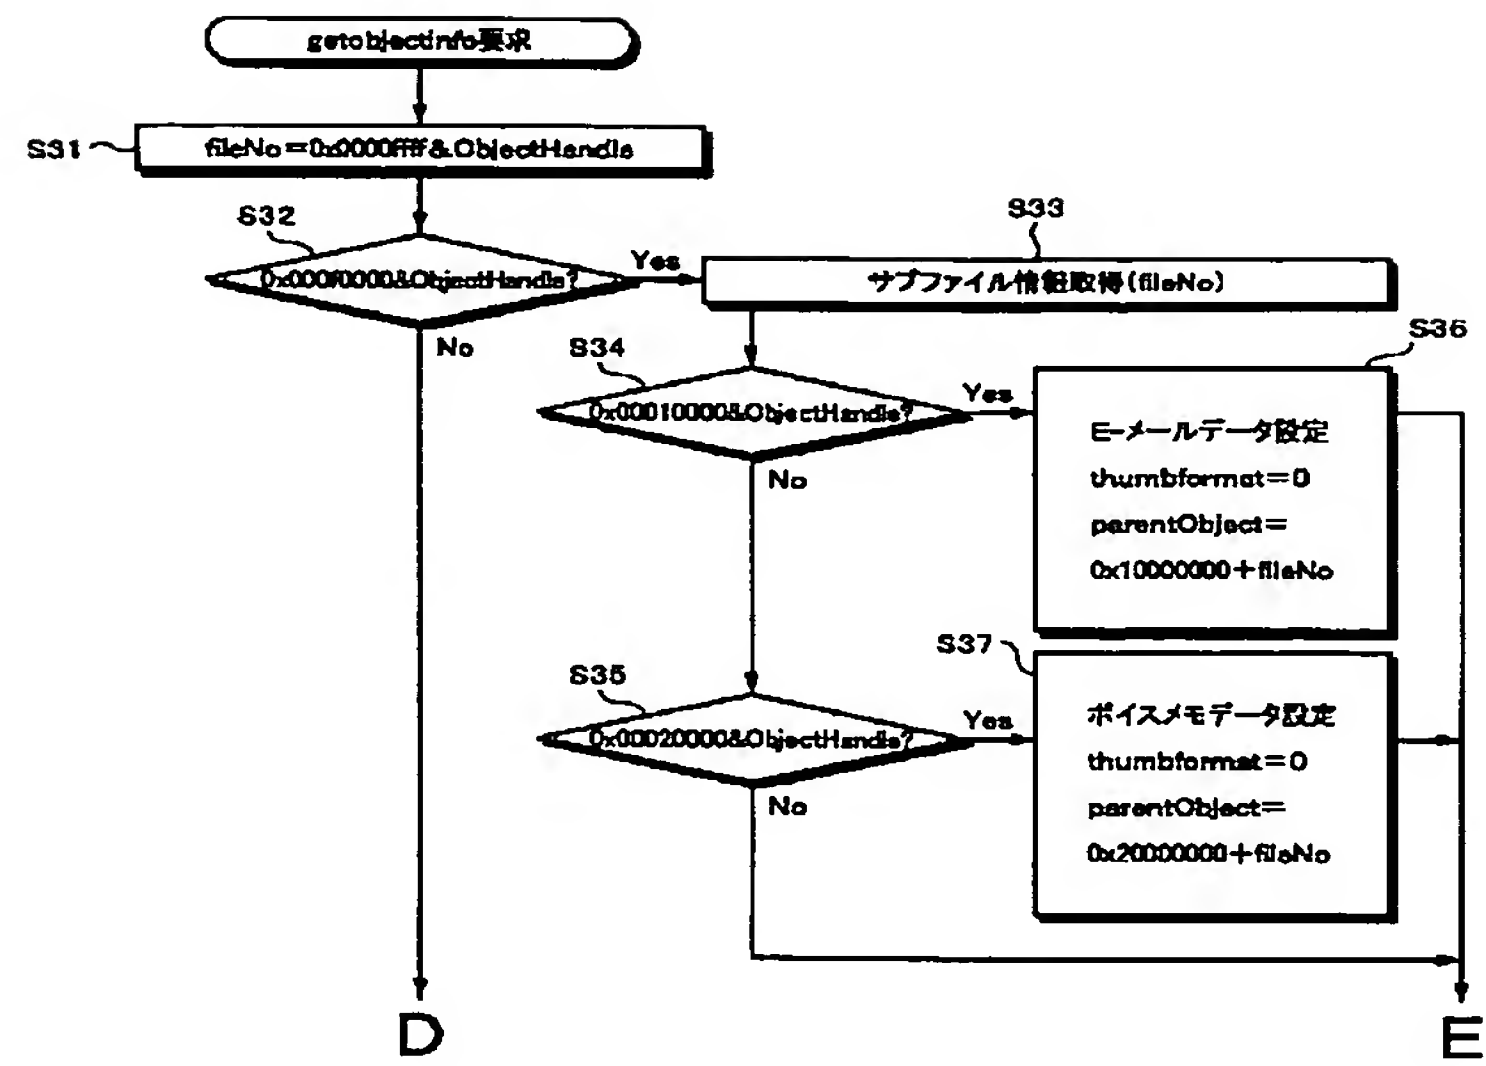 getobjectinfo要求
S31
fileNo=0x0000ffff&ObjectHandle
S32
0x000f0000&ObjectHandle?
Yes
No
S33
サブファイル情報取得(fileNo)
S34
0x00010000&ObjectHandle?
Yes
No
S36
E-メールデータ設定
thumbformat=0
parentObject=
0x10000000+fileNo
S35
0x00020000&ObjectHandle?
Yes
No
S37
ボイスメモデータ設定
thumbformat=0
parentObject=
0x20000000+fileNo
D
E